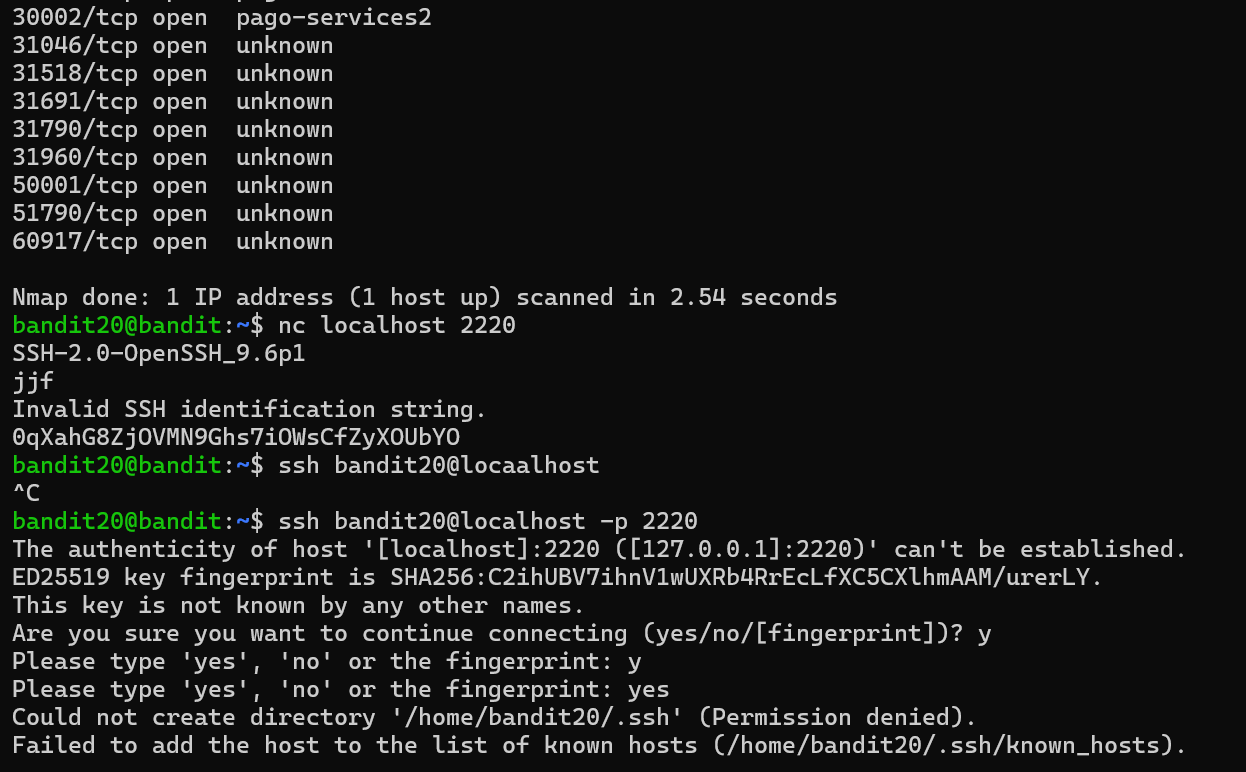 30002/tcp open  pago-services2
31046/tcp open  unknown
31518/tcp open  unknown
31691/tcp open  unknown
31790/tcp open  unknown
31960/tcp open  unknown
50001/tcp open  unknown
51790/tcp open  unknown
60917/tcp open  unknown

Nmap done: 1 IP address (1 host up) scanned in 2.54 seconds
bandit20@bandit:~$ nc localhost 2220
SSH-2.0-OpenSSH_9.6p1
jjf
Invalid SSH identification string.
0qXahG8ZjOVMN9Ghs7iOWsCfZyXOUbYO
bandit20@bandit:~$ ssh bandit20@locaalhost
^C
bandit20@bandit:~$ ssh bandit20@localhost -p 2220
The authenticity of host '[localhost]:2220 ([127.0.0.1]:2220)' can't be established.
ED25519 key fingerprint is SHA256:C2ihUBV7ihnV1wUXRb4RrEcLfXC5CXlhmAAM/urerLY.
This key is not known by any other names.
Are you sure you want to continue connecting (yes/no/[fingerprint])? y
Please type 'yes', 'no' or the fingerprint: y
Please type 'yes', 'no' or the fingerprint: yes
Could not create directory '/home/bandit20/.ssh' (Permission denied).
Failed to add the host to the list of known hosts (/home/bandit20/.ssh/known_hosts).